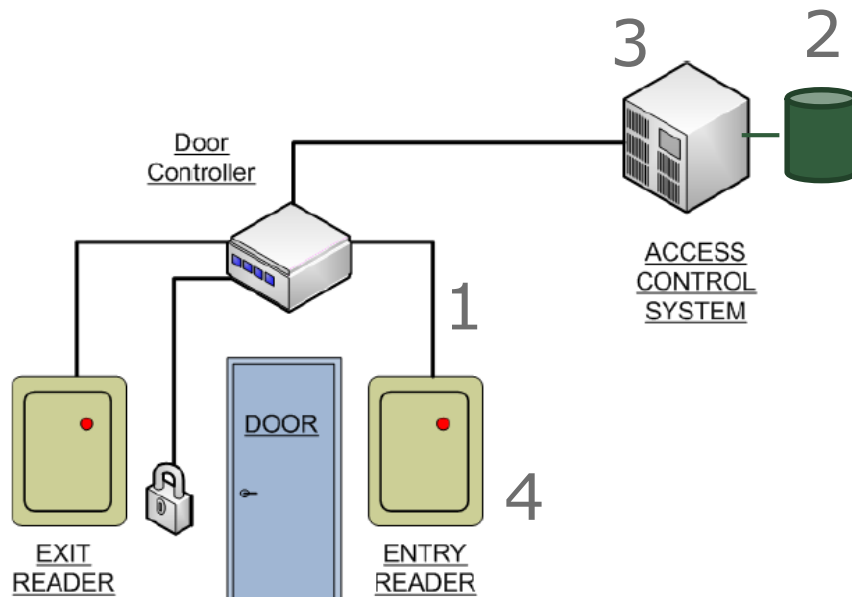 3
2
Door
Controller
ACCESS
CONTROL
SYSTEM
1
DOOR
4
EXIT
READER
ENTRY
READER